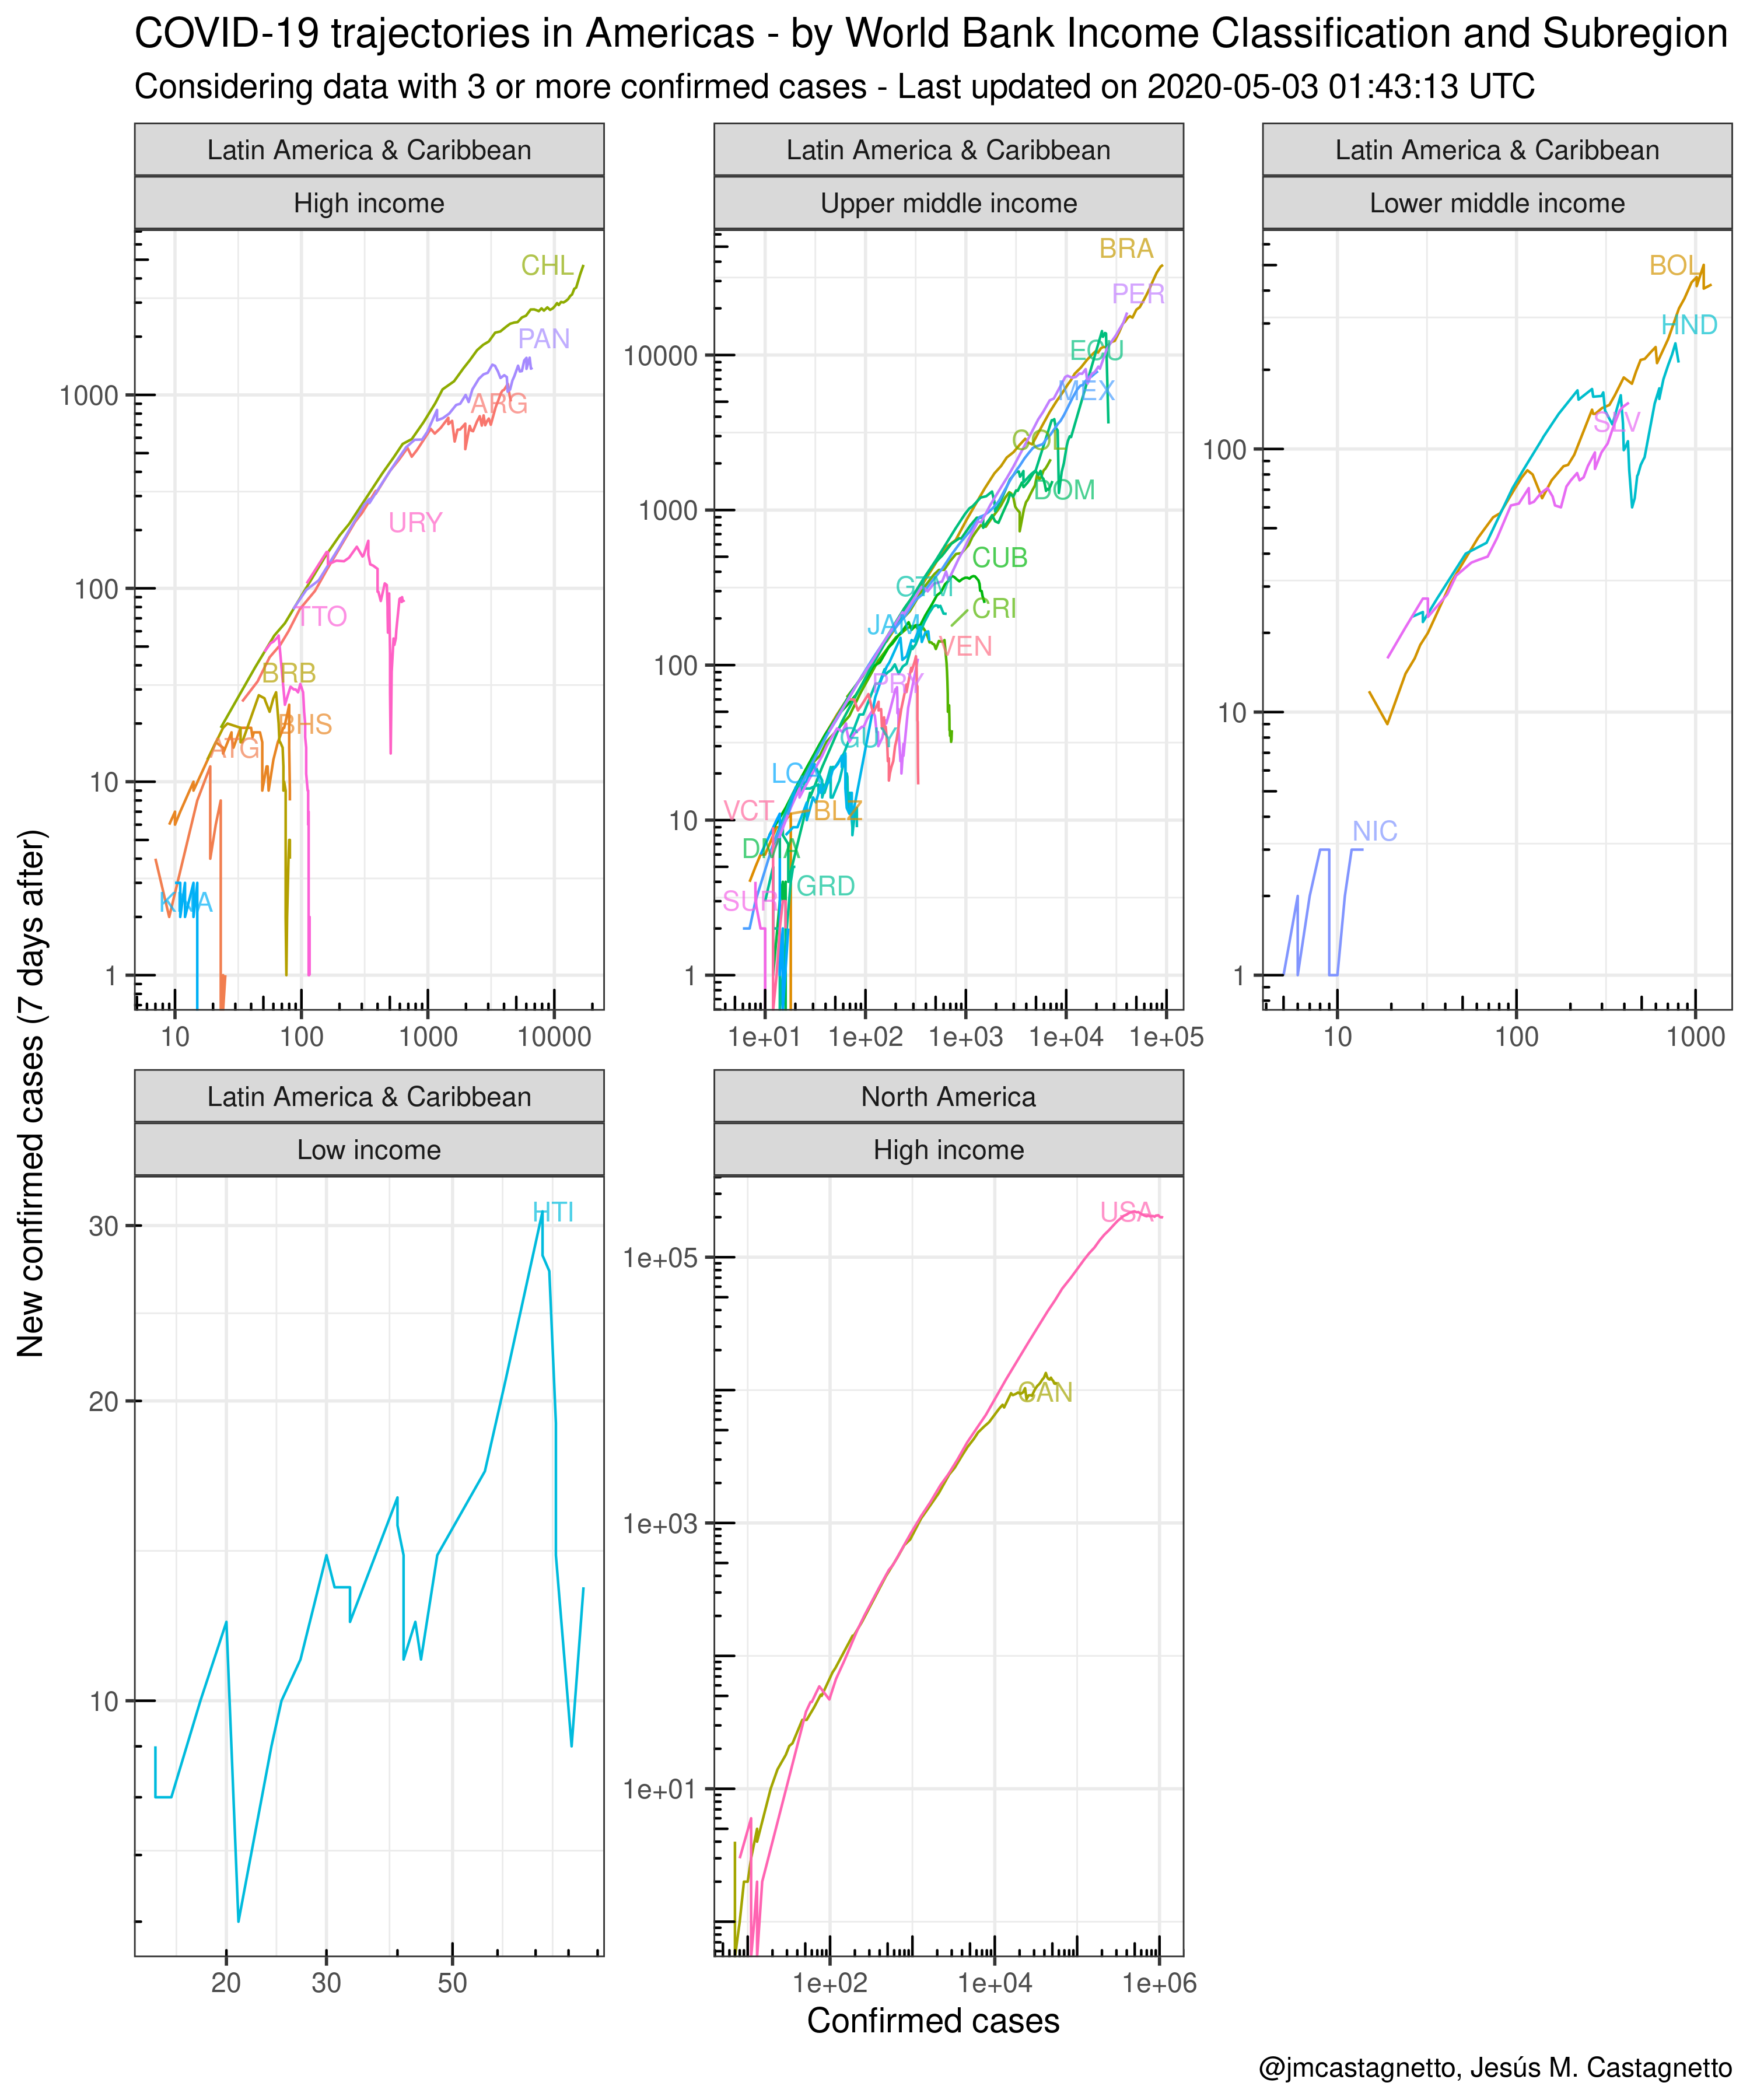 COVID-19 trajectories in Americas - by World Bank Income Classification and Subregion
Considering data with 3 or more confirmed cases - Last updated on 2020-05-03 01:43:13 UTC
Latin America & Caribbean
High income
CHL
PAN
ARG
URY
TTO
BRB
BHS
ATG
KNA
1000
100
10
1
10 100 1000 10000
Latin America & Caribbean
Upper middle income
BRA
PER
ECU
MEX
COL
DOM
CUB
GTM
CRI
JAM
VEN
PRY
GUY
LCA
VCT BLZ
DMA
GRD
SUR
10000
1000
100
10
1
1e+01 1e+02 1e+03 1e+04 1e+05
Latin America & Caribbean
Lower middle income
BOL
HND
SLV
NIC
100
10
1
10 100 1000
Latin America & Caribbean
Low income
HTI
30
20
10
20 30 50
North America
High income
USA
CAN
1e+05
1e+03
1e+01
1e+02 1e+04 1e+06
New confirmed cases (7 days after)
Confirmed cases
@jmcastagnetto, Jesús M. Castagnetto